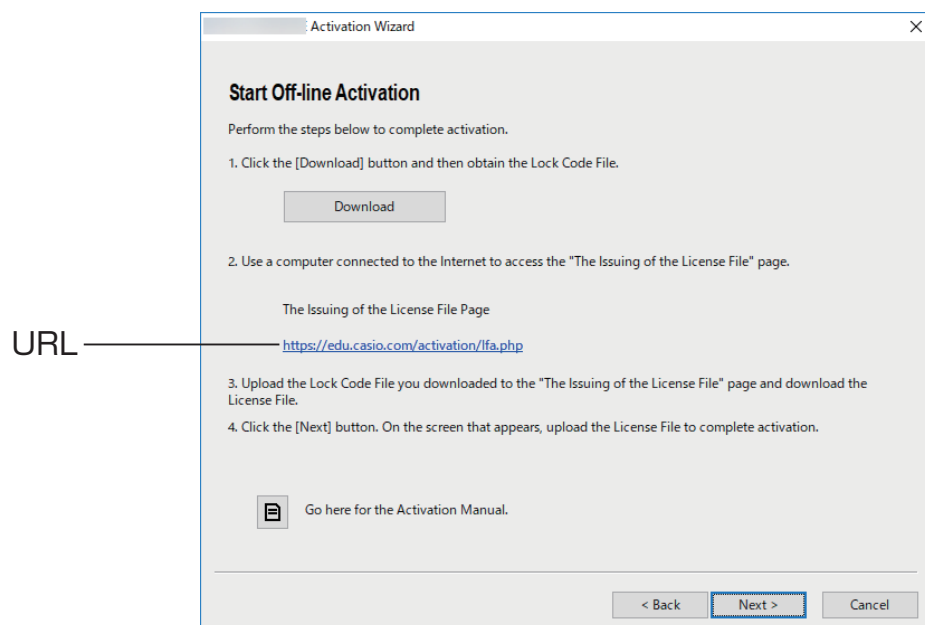 Activation Wizard
Start Off-line Activation
Perform the steps below to complete activation.
1. Click the [Download] button and then obtain the Lock Code File.
Download
2. Use a computer connected to the Internet to access the "The Issuing of the License File" page.
The Issuing of the License File Page
URL
https://edu.casio.com/activation/lfa.php
3. Upload the Lock Code File you downloaded to the "The Issuing of the License File" page and download the
License File.
4. Click the [Next] button. On the screen that appears, upload the License File to complete activation.
Go here for the Activation Manual.
< Back
Next >
Cancel